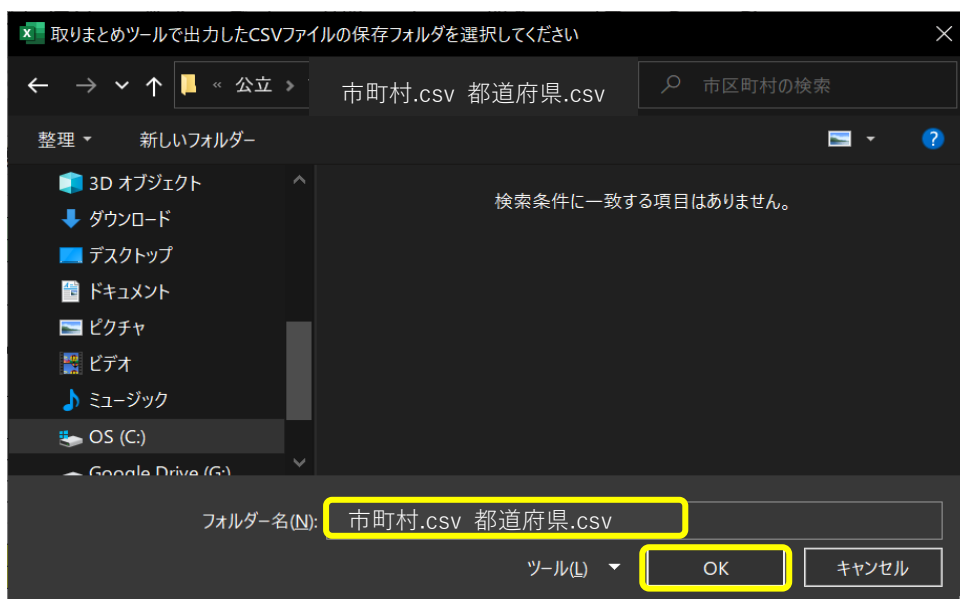 取りまとめツールで出力したCSVファイルの保存フォルダを選択してください
« 公立 › 市町村.csv 都道府県.csv 市区町村の検索
整理 新しいフォルダー
3D オブジェクト
検索条件に一致する項目はありません。
ダウンロード
デスクトップ
ドキュメント
ピクチャ
ビデオ
ミュージック
OS (C:)
Google Drive (G:)
フォルダー名(N): 市町村.csv 都道府県.csv
ツール(L) OK キャンセル